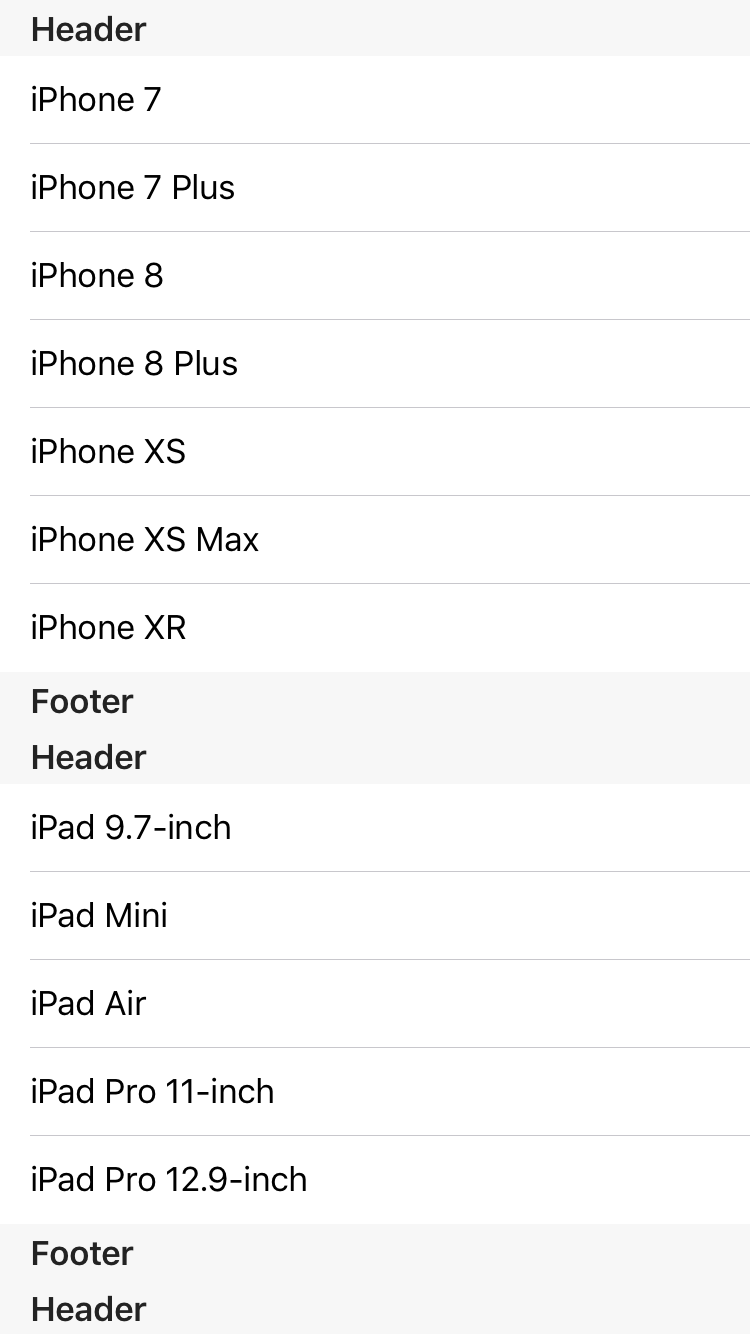 Header
iPhone 7
iPhone 7 Plus
iPhone 8
iPhone 8 Plus
iPhone XS
iPhone XS Max
iPhone XR
Footer
Header
iPad 9.7-inch
iPad Mini
iPad Air
iPad Pro 11-inch
iPad Pro 12.9-inch
Footer
Header